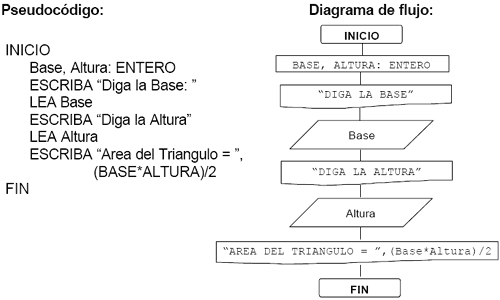 Pseudocódigo:
INICIO
Base, Altura: ENTERO
ESCRIBA “Diga la Base: ”
LEA Base
ESCRIBA “Diga la Altura”
LEA Altura
ESCRIBA “Area del Triangulo = ”,
(BASE*ALTURA)/2
FIN
Diagrama de flujo:
INICIO
BASE, ALTURA: ENTERO
“DIGA LA BASE”
Base
“DIGA LA ALTURA”
Altura
“AREA DEL TRIANGULO = ”,(Base*Altura)/2
FIN